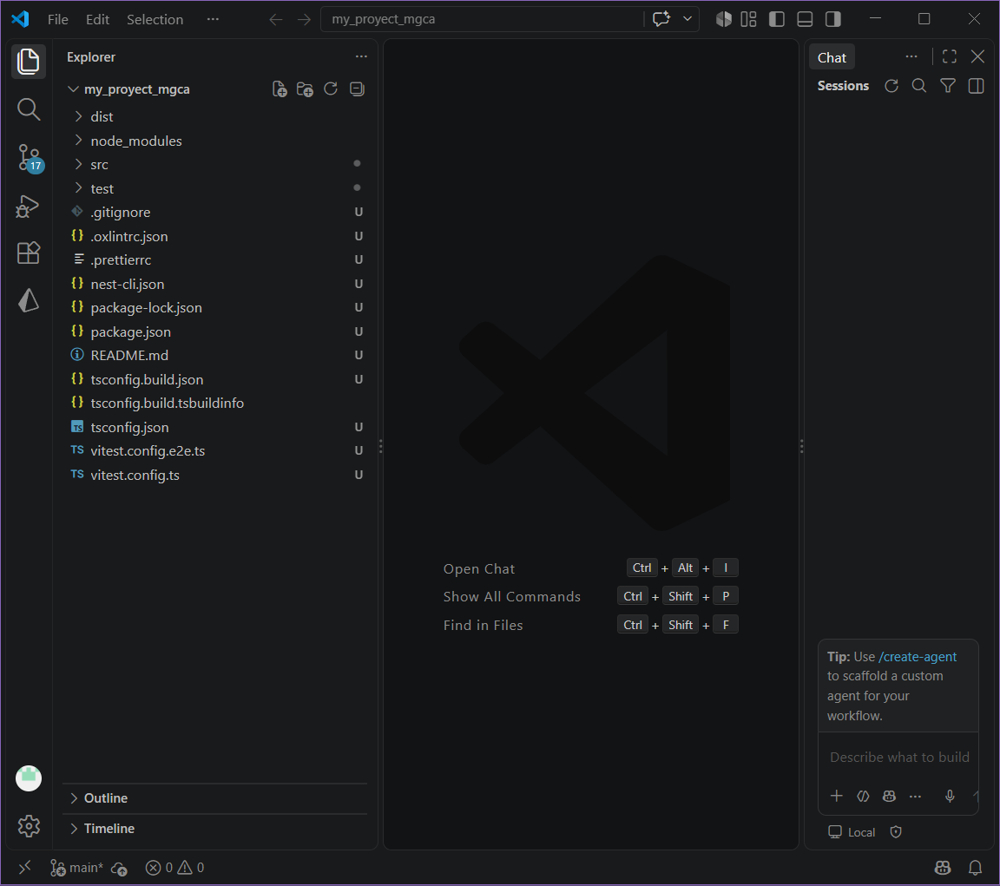 File Edit Selection ··· my_proyect_mgca
Explorer ···
my_proyect_mgca
dist
node_modules
src
test
.gitignore U
.oxlintrc.json U
.prettierrc U
nest-cli.json U
package-lock.json U
package.json U
README.md U
tsconfig.build.json U
tsconfig.build.tsbuildinfo
tsconfig.json U
vitest.config.e2e.ts U
vitest.config.ts U
17
Outline
Timeline
Open Chat Ctrl + Alt + I
Show All Commands Ctrl + Shift + P
Find in Files Ctrl + Shift + F
Chat ···
Sessions
Tip: Use /create-agent
to scaffold a custom
agent for your
workflow.
Describe what to build
Local
main* 0 0